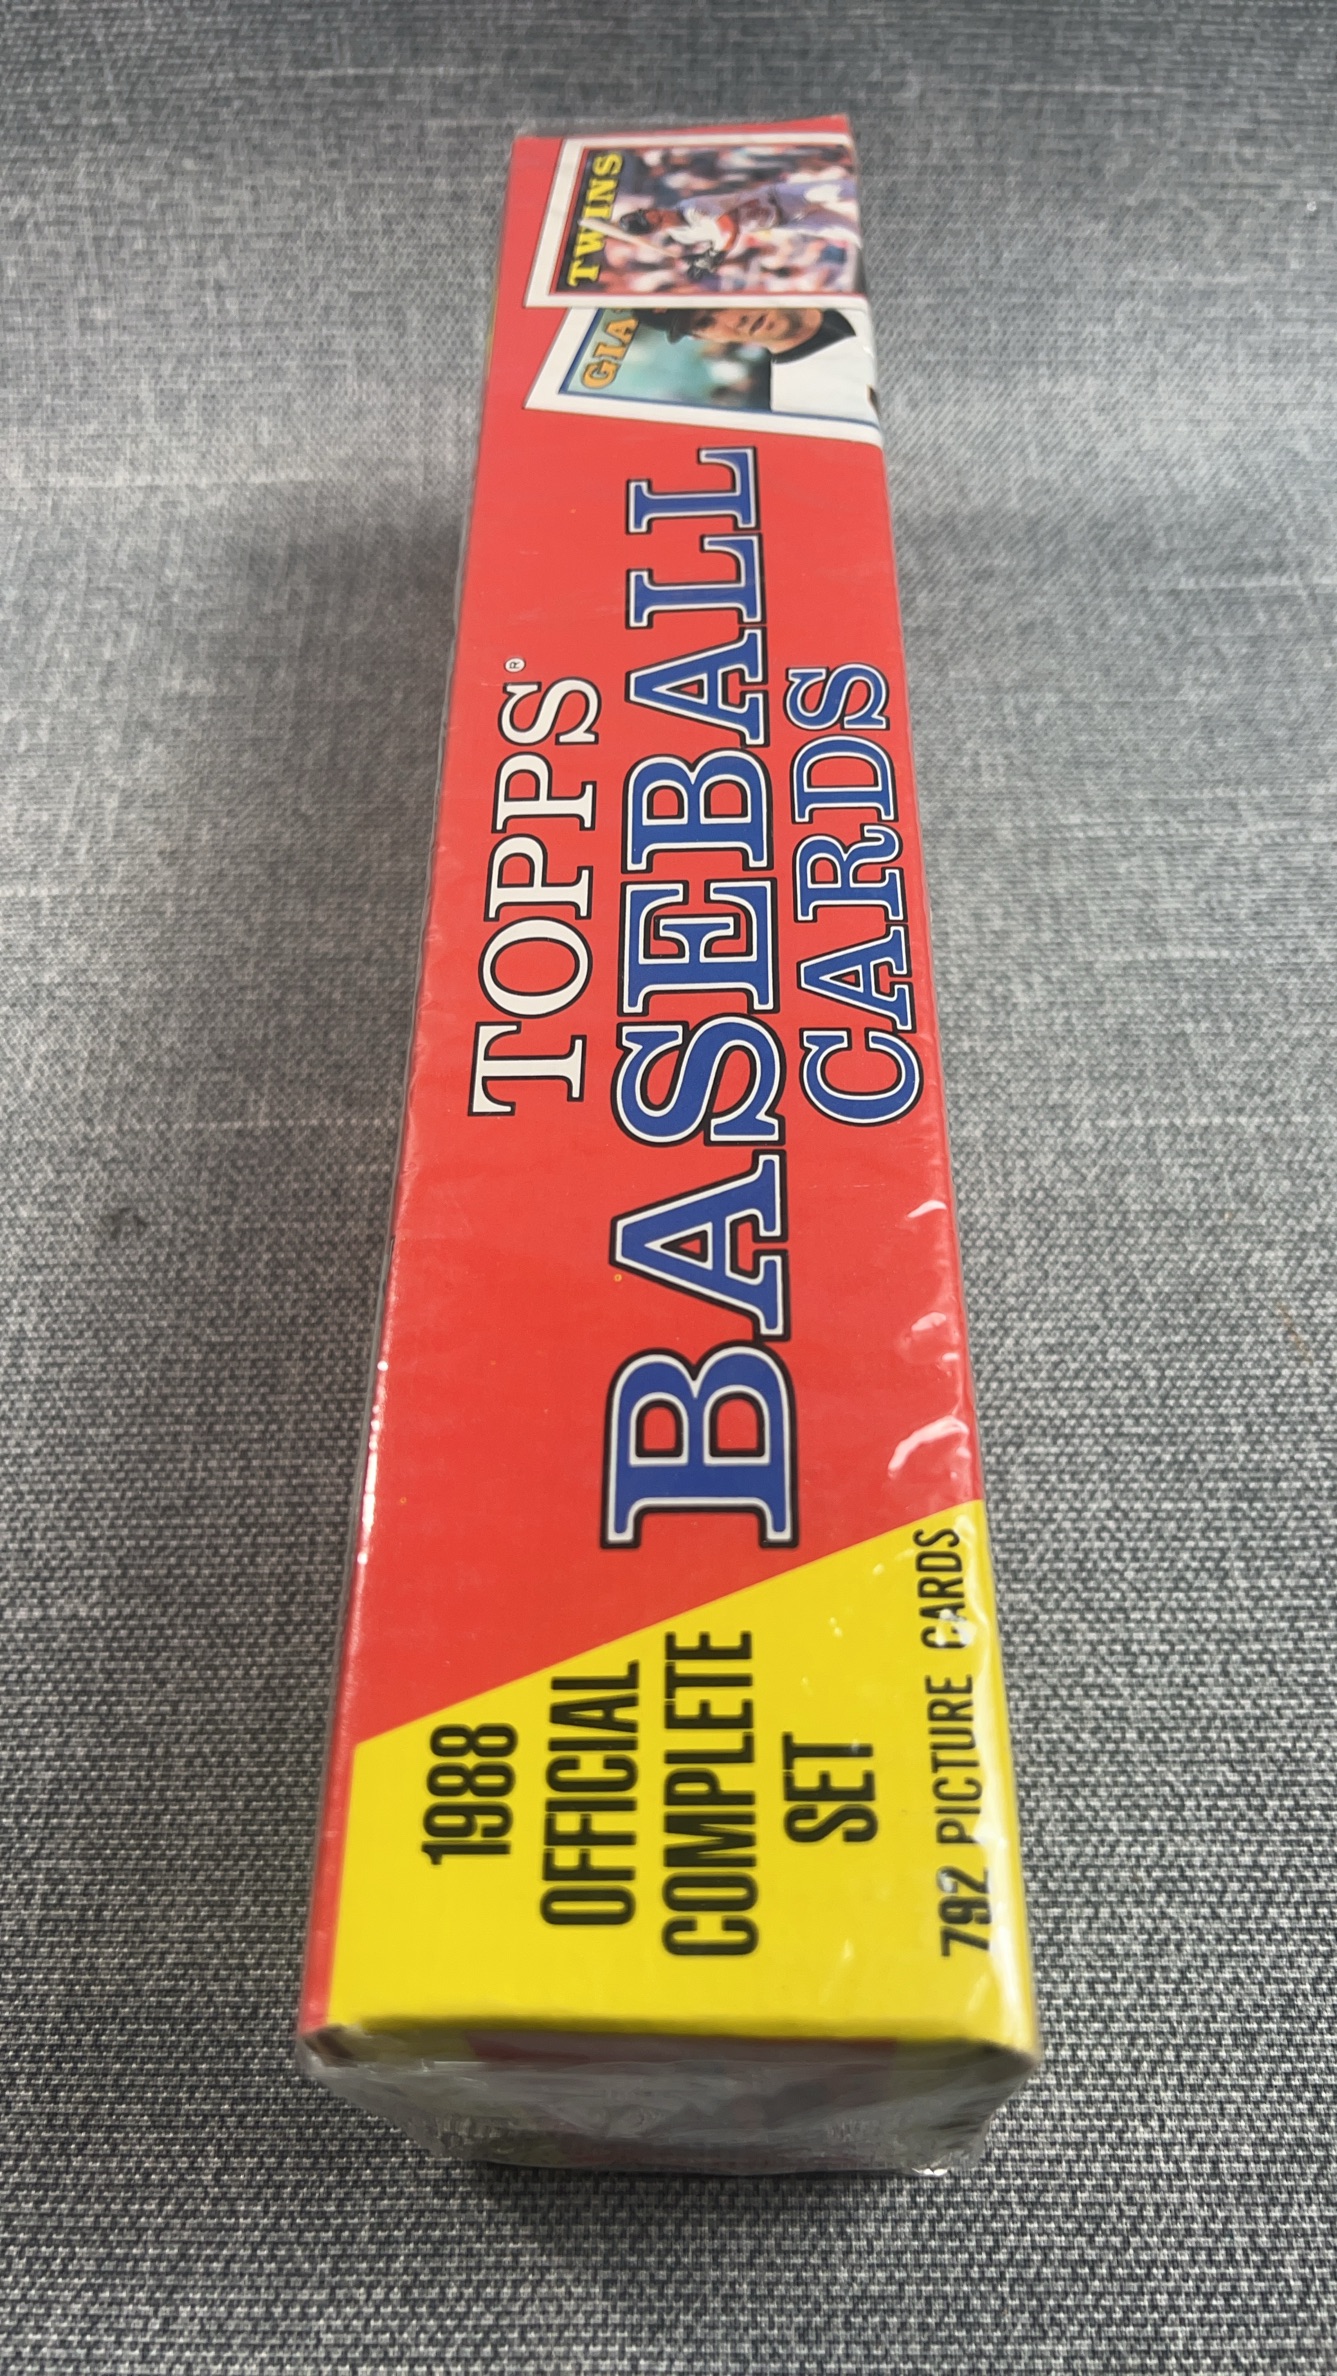 1988
OFFICIAL
COMPLETE
SET
792 PICTURE CARDS
TOPPS®
BASEBALL
CARDS
GIA
TWINS